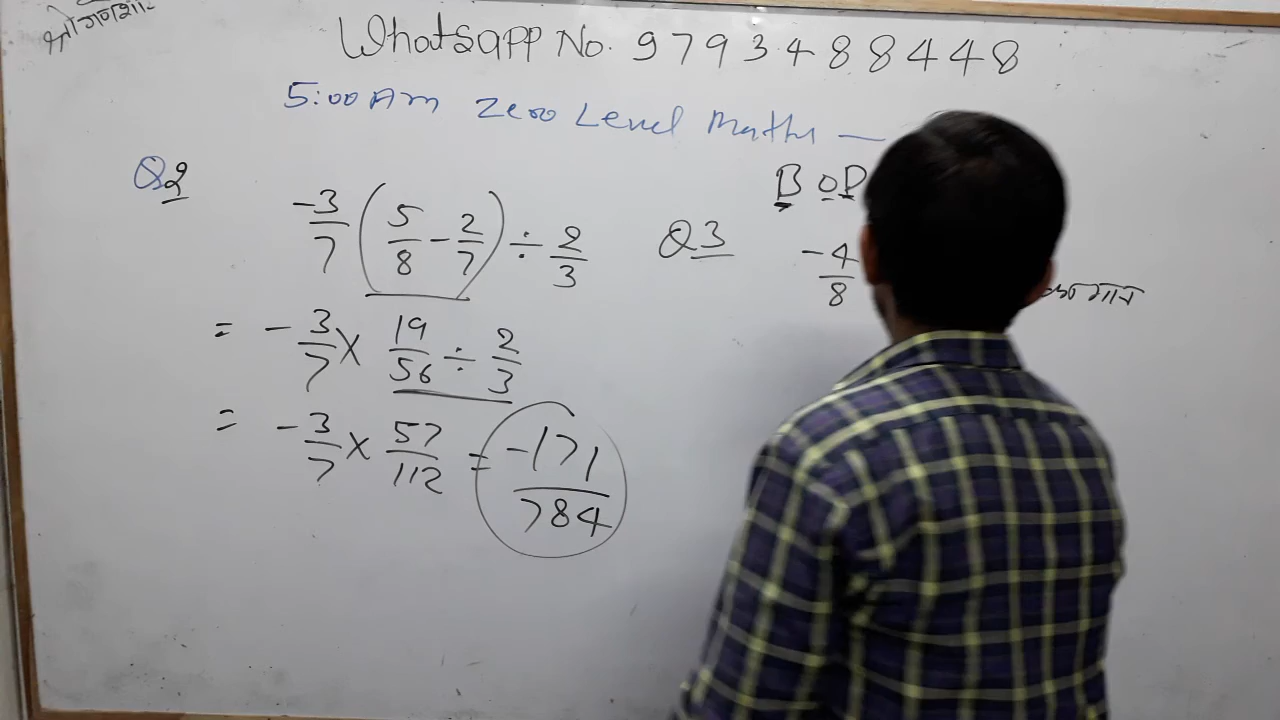 श्री गणेशाय
Whatsapp No. 9793488448
5:00 Am Zero Level Maths —
Q2
-3/7 (5/8 - 2/7) ÷ 2/3
= -3/7 × 19/56 ÷ 2/3
= -3/7 × 57/112 = -171/784
B o D
Q3
-4/8